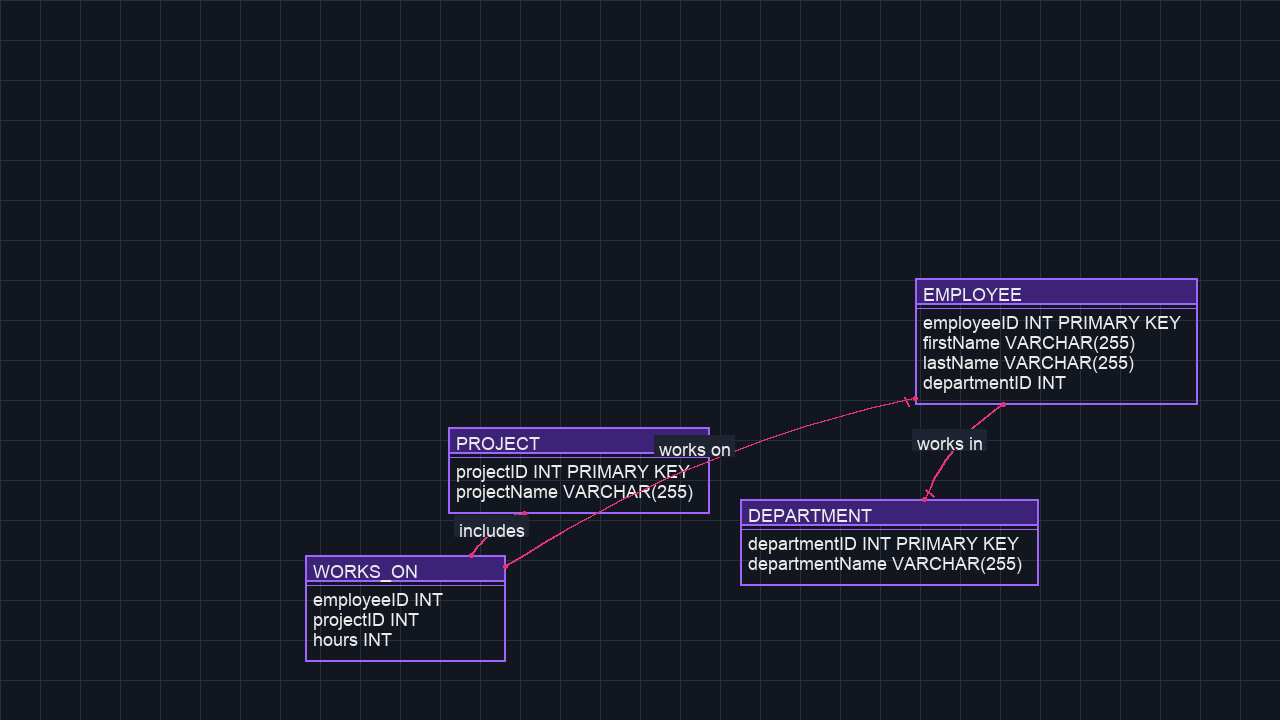 EMPLOYEE
employeeID INT PRIMARY KEY
firstName VARCHAR(255)
lastName VARCHAR(255)
departmentID INT
works in
DEPARTMENT
departmentID INT PRIMARY KEY
departmentName VARCHAR(255)
PROJECT
projectID INT PRIMARY KEY
projectName VARCHAR(255)
works on
includes
WORKS_ON
employeeID INT
projectID INT
hours INT